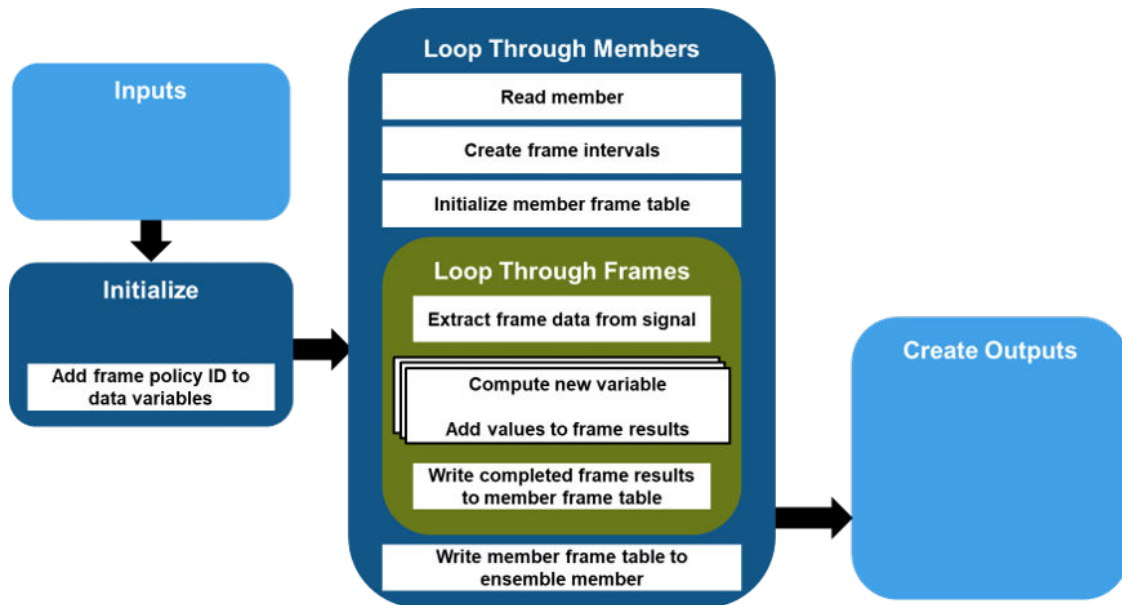 Inputs
Initialize
Add frame policy ID to
data variables
Loop Through Members
Read member
Create frame intervals
Initialize member frame table
Loop Through Frames
Extract frame data from signal
Compute new variable
Add values to frame results
Write completed frame results
to member frame table
Write member frame table to
ensemble member
Create Outputs